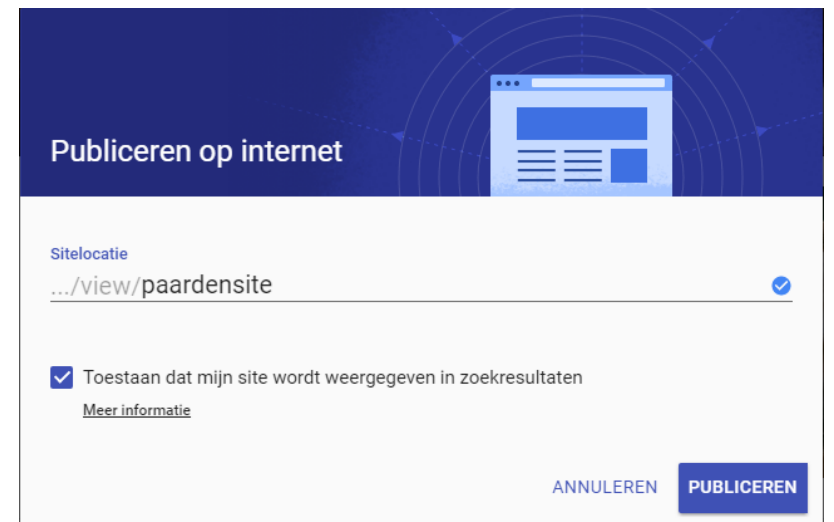 Publiceren op internet
Sitelocatie
.../view/paardensite
Toestaan dat mijn site wordt weergegeven in zoekresultaten
Meer informatie
ANNULEREN PUBLICEREN